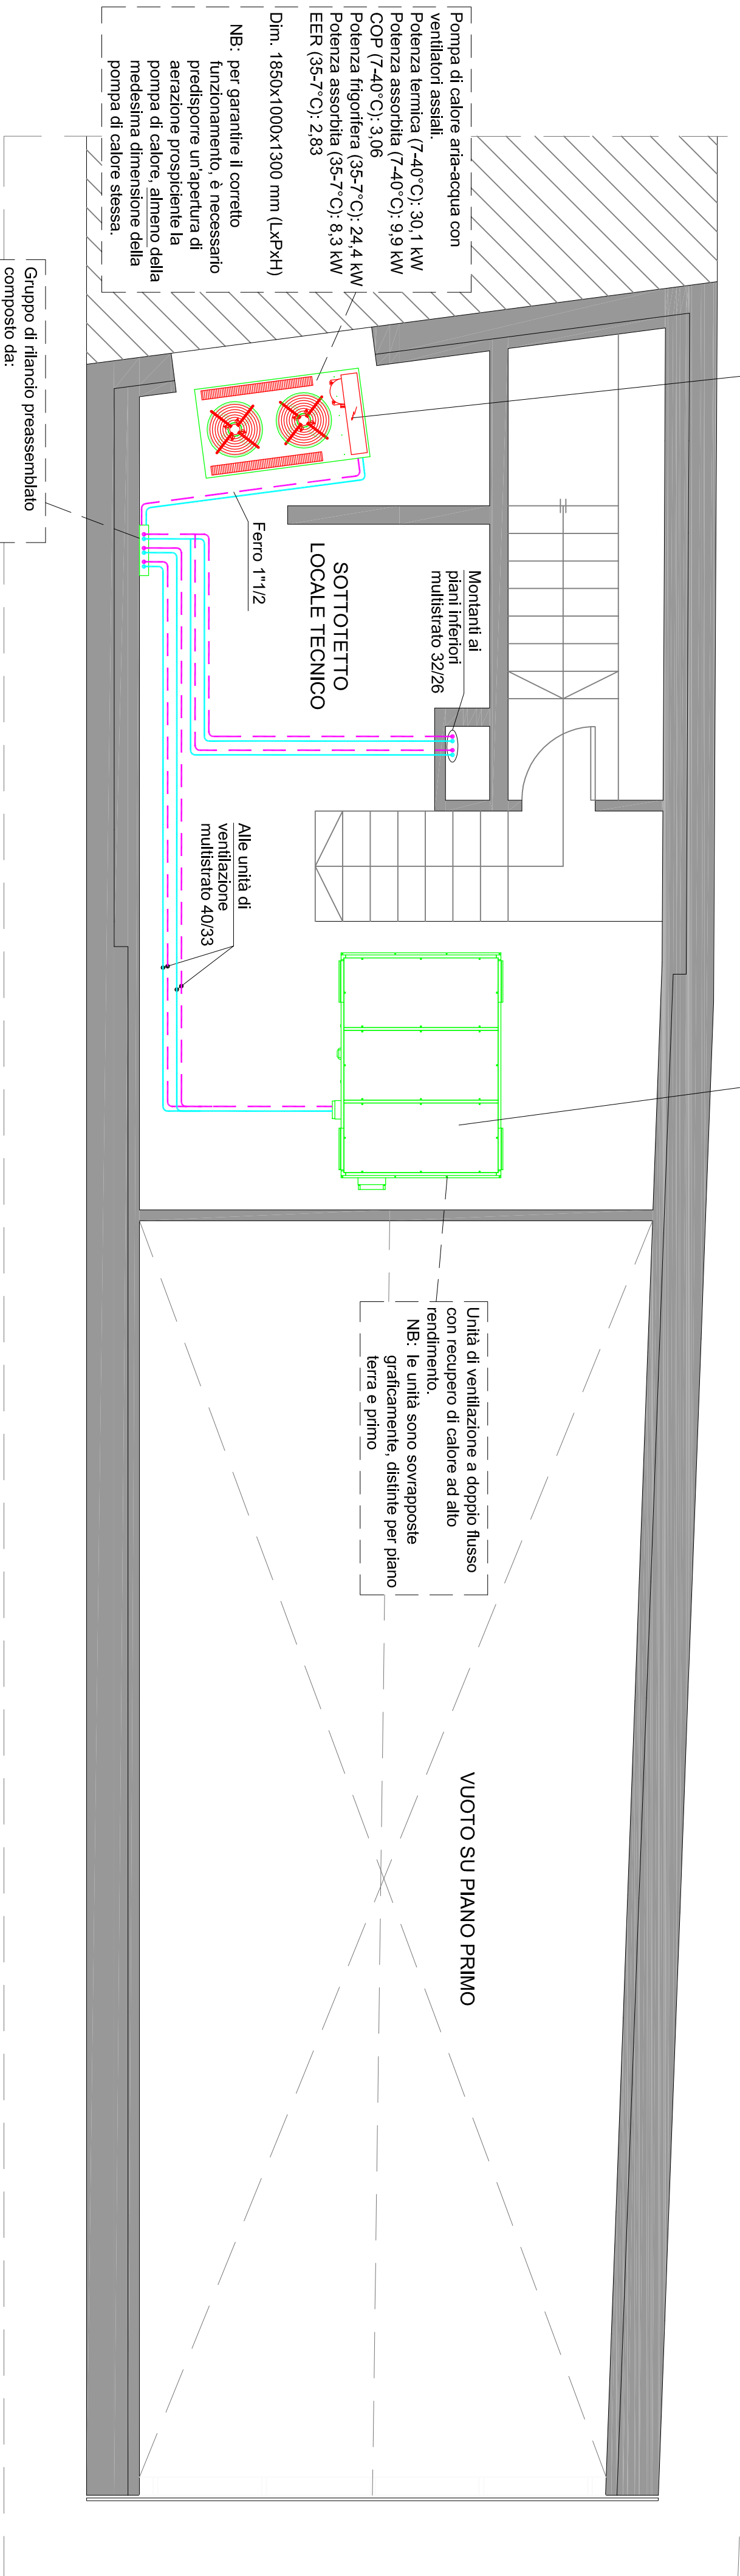 Pompa di calore aria-acqua con
ventilatori assiali.
Potenza termica (7-40°C): 30,1 kW
Potenza assorbita (7-40°C): 9,9 kW
COP (7-40°C): 3,06
Potenza frigorifera (35-7°C): 24,4 kW
Potenza assorbita (35-7°C): 8,3 kW
EER (35-7°C): 2,83
Dim. 1850x1000x1300 mm (LxPxH)
NB: per garantire il corretto
funzionamento, è necessario
predisporre un'apertura di
aerazione prospiciente la
pompa di calore, almeno della
medesima dimensione della
pompa di calore stessa.
Gruppo di rilancio preassemblato
composto da:
Ferro 1"1/2
SOTTOTETTO
LOCALE TECNICO
Montanti ai
piani inferiori
multistrato 32/26
Alle unità di
ventilazione
multistrato 40/33
Unità di ventilazione a doppio flusso
con recupero di calore ad alto
rendimento.
NB: le unità sono sovrapposte
graficamente, distinte per piano
terra e primo
VUOTO SU PIANO PRIMO